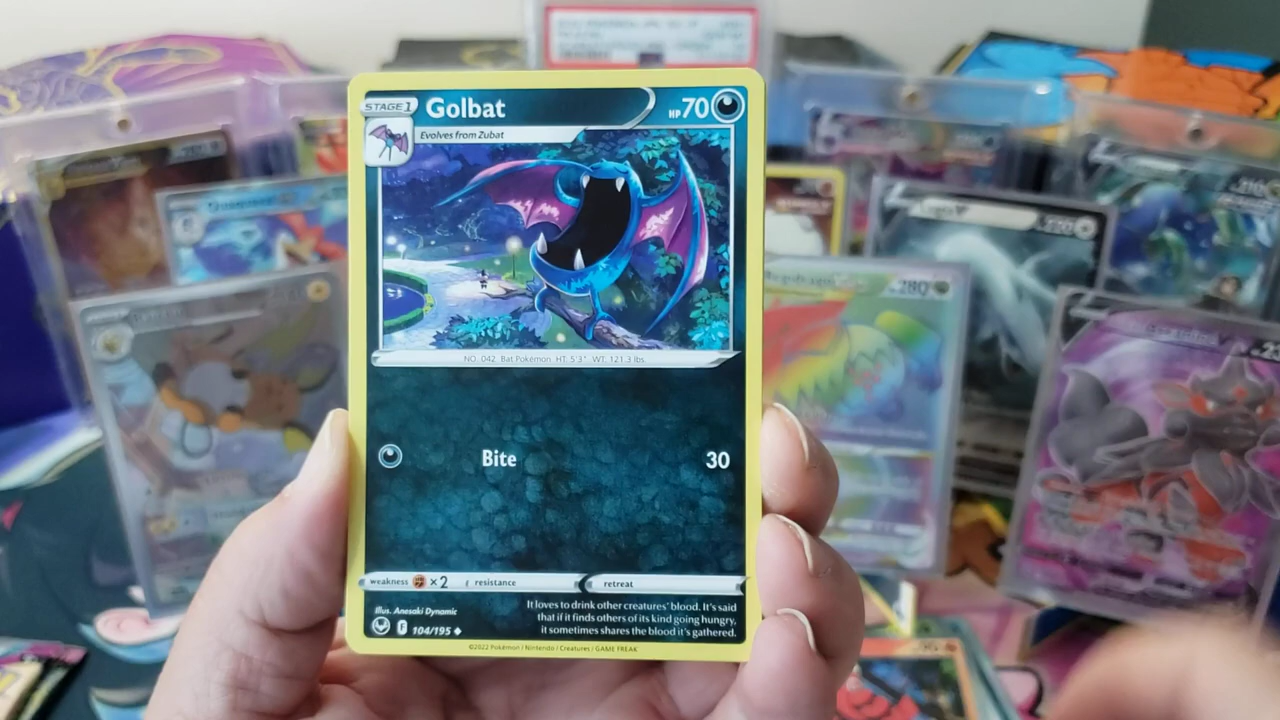 STAGE 1
Golbat
HP 70
Evolves from Zubat
NO. 042 Bat Pokémon HT: 5'3" WT: 121.3 lbs.
Bite 30
weakness ×2 resistance retreat
Illus. Anesaki Dynamic
F 104/195
It loves to drink other creatures' blood. It's said
that if it finds others of its kind going hungry,
it sometimes shares the blood it's gathered.
©2022 Pokémon / Nintendo / Creatures / GAME FREAK
280
220